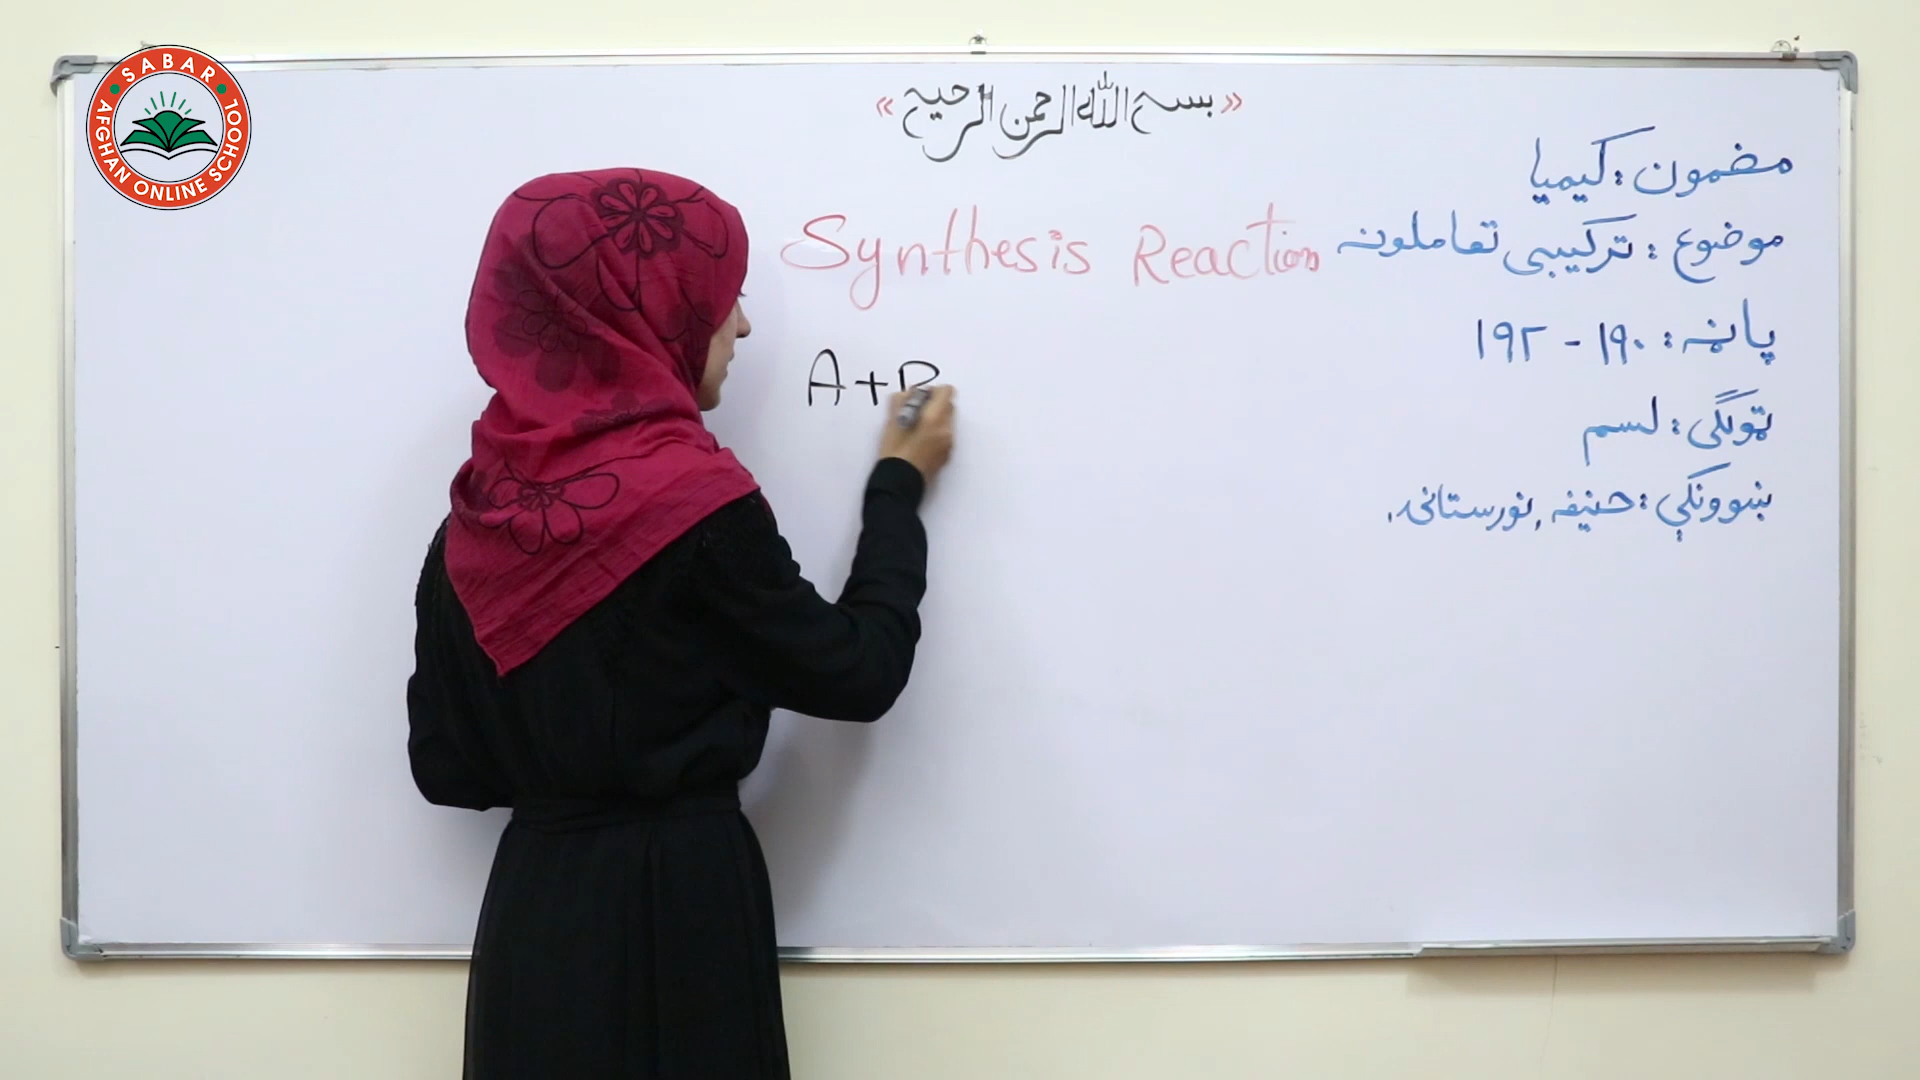 SABAR
AFGHAN ONLINE SCHOOL
«بسم الله الرحمن الرحيم»
مضمون: کیمیا
موضوع: ترکیبي تعاملونه
Synthesis Reaction
پاڼه: ۱۹۰ - ۱۹۲
ټولګی: لسم
ښوونکې: حنیفه نورستانۍ
A+B